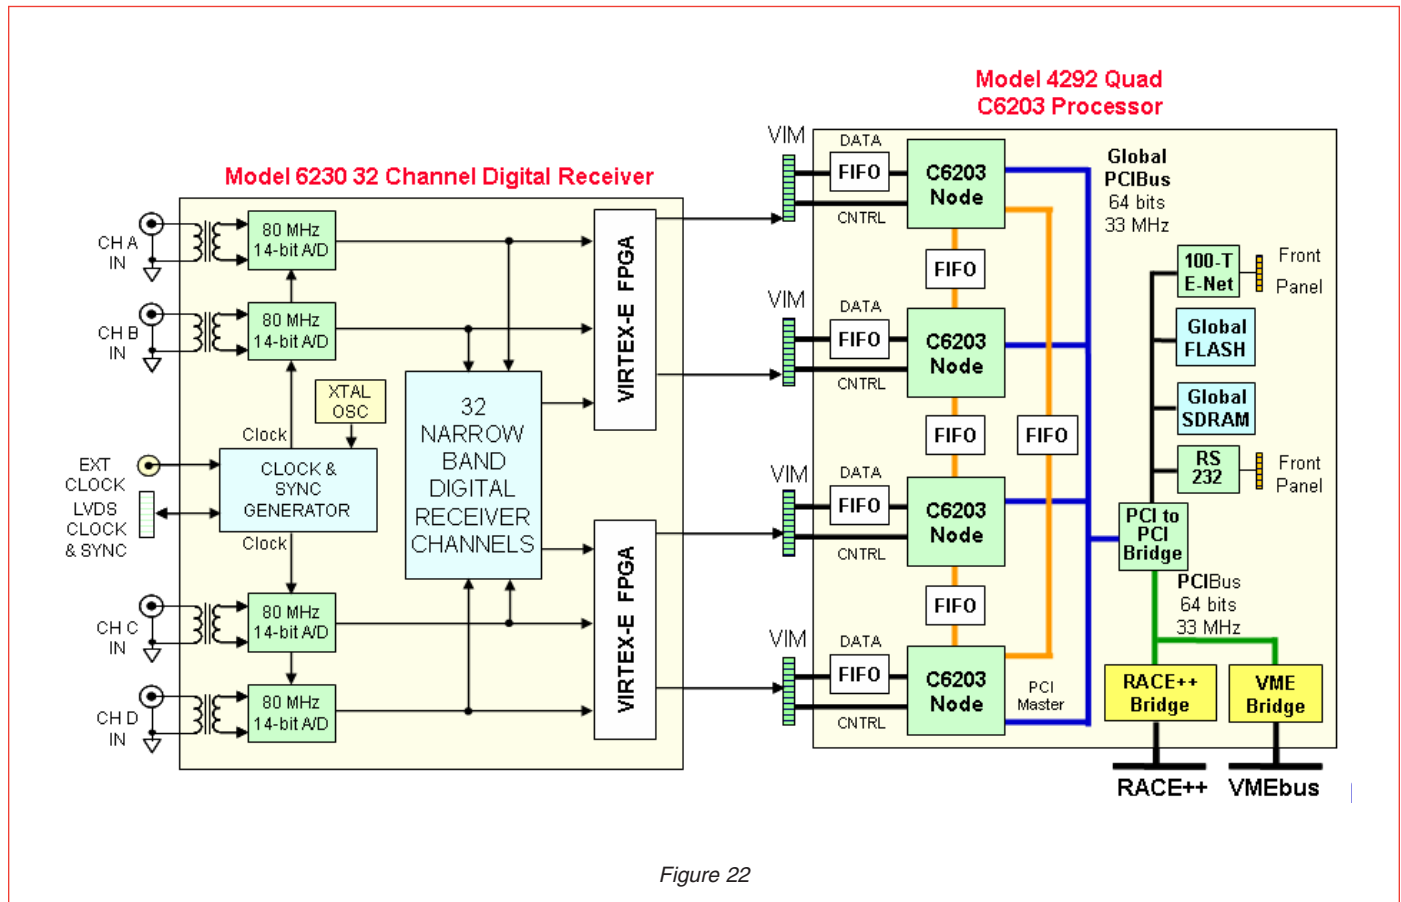 Model 4292 Quad
C6203 Processor
Model 6230 32 Channel Digital Receiver
CH A
IN
CH B
IN
EXT
CLOCK
LVDS
CLOCK
& SYNC
CH C
IN
CH D
IN
80 MHz
14-bit A/D
80 MHz
14-bit A/D
XTAL
OSC
Clock
CLOCK &
SYNC
GENERATOR
Clock
80 MHz
14-bit A/D
80 MHz
14-bit A/D
32
NARROW
BAND
DIGITAL
RECEIVER
CHANNELS
VIRTEX-E FPGA
VIRTEX-E FPGA
VIM
DATA
FIFO
CNTRL
C6203
Node
FIFO
VIM
DATA
FIFO
CNTRL
C6203
Node
FIFO
FIFO
VIM
DATA
FIFO
CNTRL
C6203
Node
FIFO
VIM
DATA
FIFO
CNTRL
C6203
Node
PCI
Master
Global
PCIBus
64 bits
33 MHz
100-T
E-Net
Front
Panel
Global
FLASH
Global
SDRAM
RS
232
Front
Panel
PCI to
PCI
Bridge
PCIBus
64 bits
33 MHz
RACE++
Bridge
VME
Bridge
RACE++
VMEbus
Figure 22